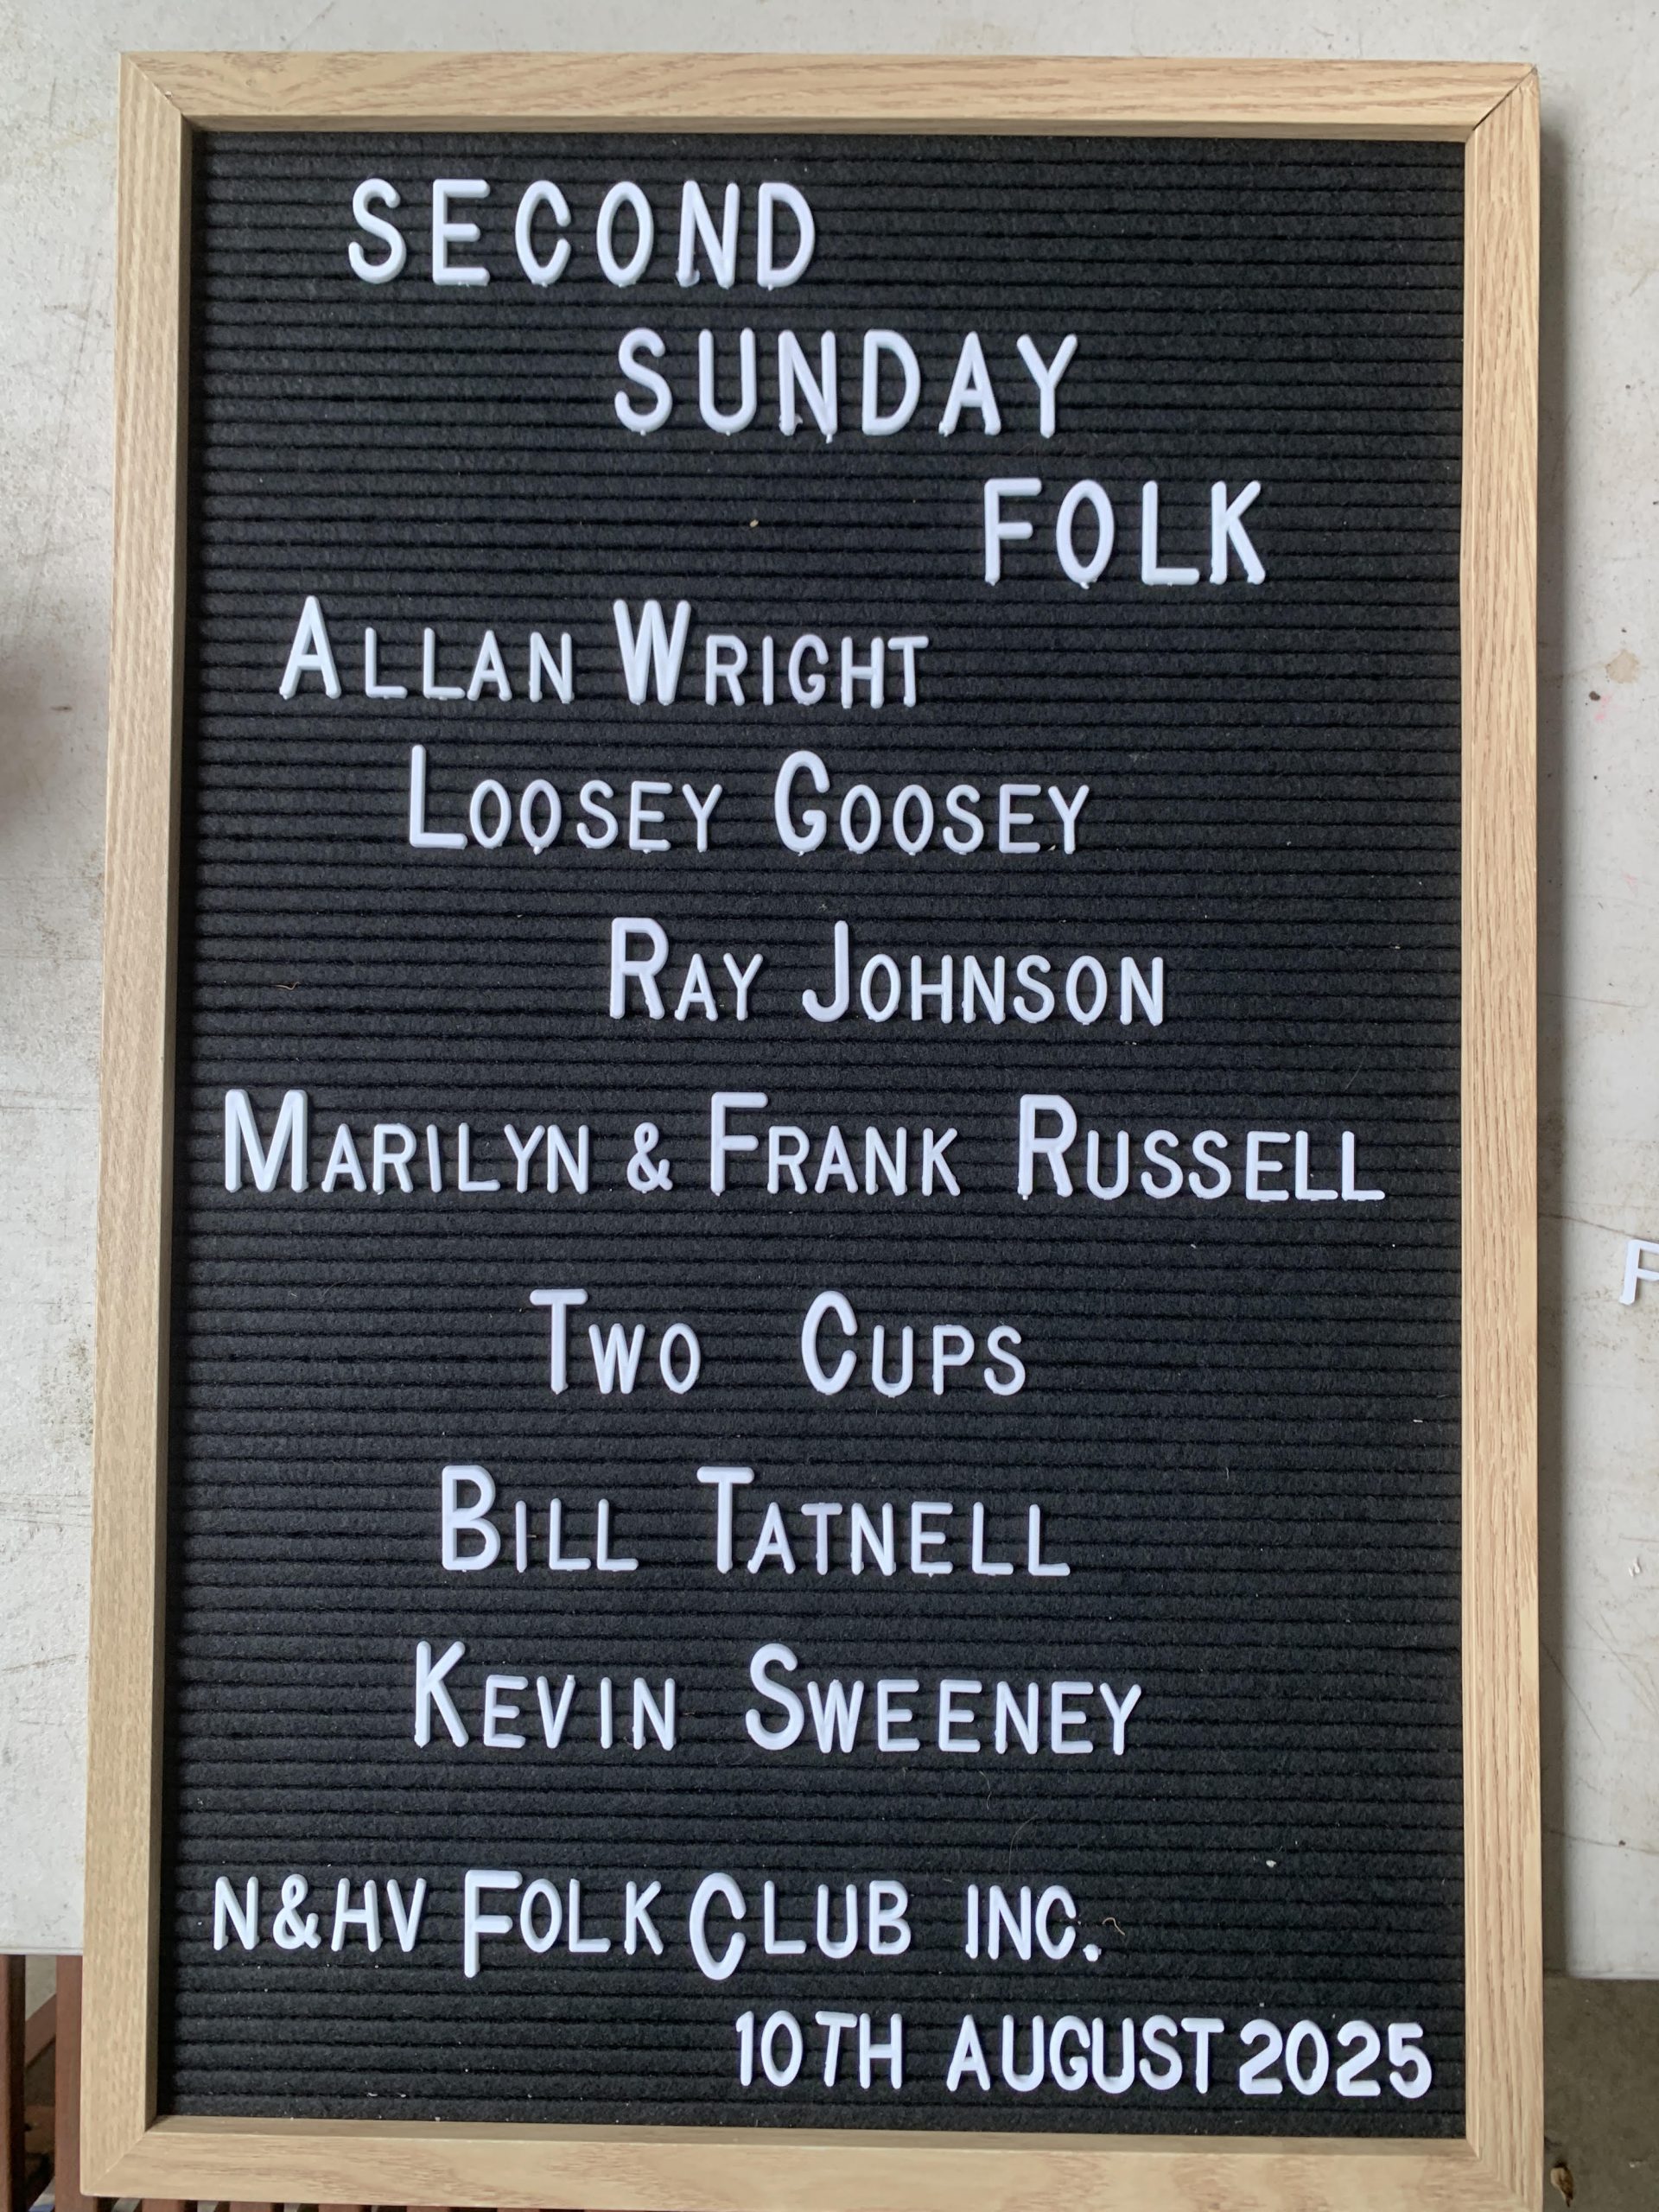 SECOND
SUNDAY
FOLK
ALLAN WRIGHT
LOOSEY GOOSEY
RAY JOHNSON
MARILYN & FRANK RUSSELL
TWO CUPS
BILL TATNELL
KEVIN SWEENEY
N&HV FOLK CLUB INC.
10TH AUGUST 2025